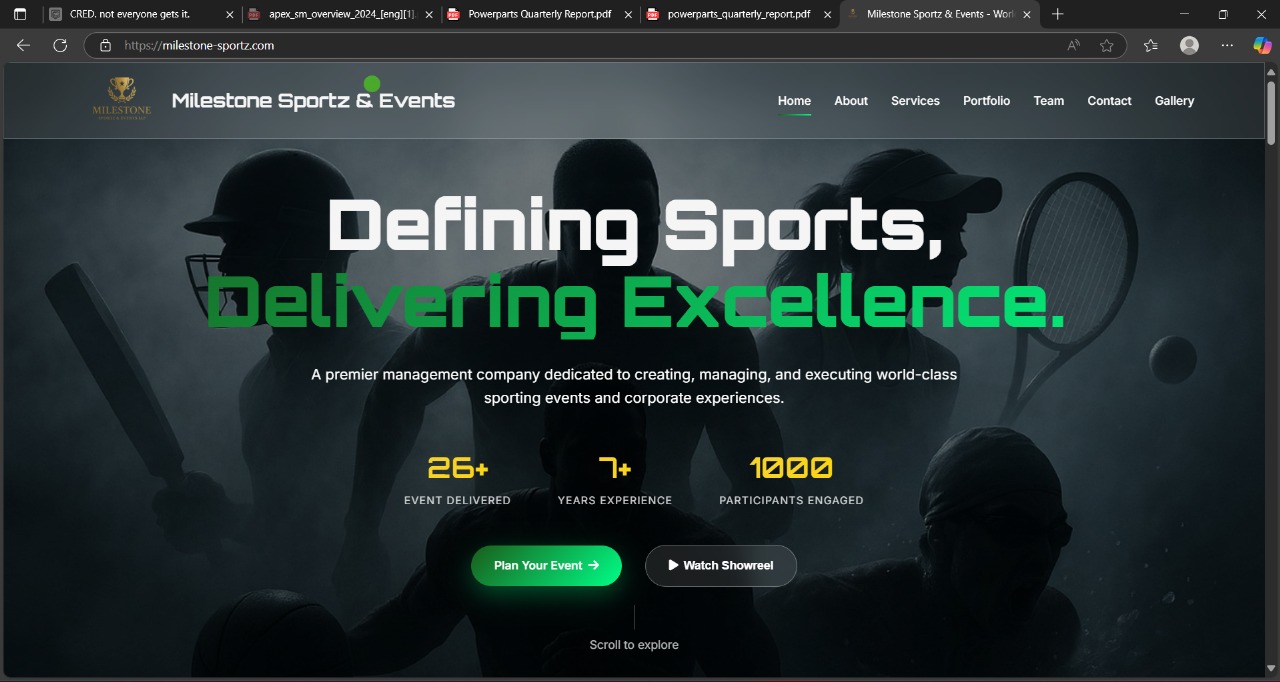 CRED. not everyone gets it.
apex_sm_overview_2024_[eng][1].
Powerparts Quarterly Report.pdf
powerparts_quarterly_report.pdf
Milestone Sportz & Events - Worl
https://milestone-sportz.com
MILESTONE
Milestone Sportz & Events
Home
About
Services
Portfolio
Team
Contact
Gallery
Defining Sports,
Delivering Excellence.
A premier management company dedicated to creating, managing, and executing world-class
sporting events and corporate experiences.
26+
7+
1000
EVENT DELIVERED
YEARS EXPERIENCE
PARTICIPANTS ENGAGED
Plan Your Event →
Watch Showreel
Scroll to explore